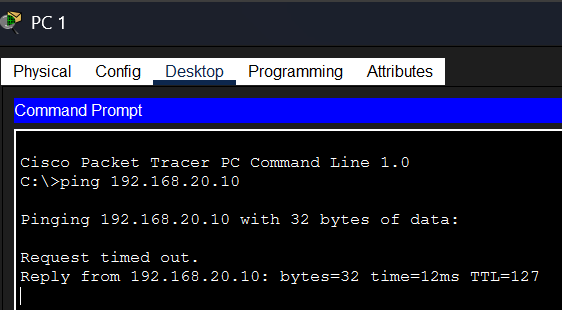 PC 1
Physical Config Desktop Programming Attributes
Command Prompt
Cisco Packet Tracer PC Command Line 1.0
C:\>ping 192.168.20.10
Pinging 192.168.20.10 with 32 bytes of data:
Request timed out.
Reply from 192.168.20.10: bytes=32 time=12ms TTL=127